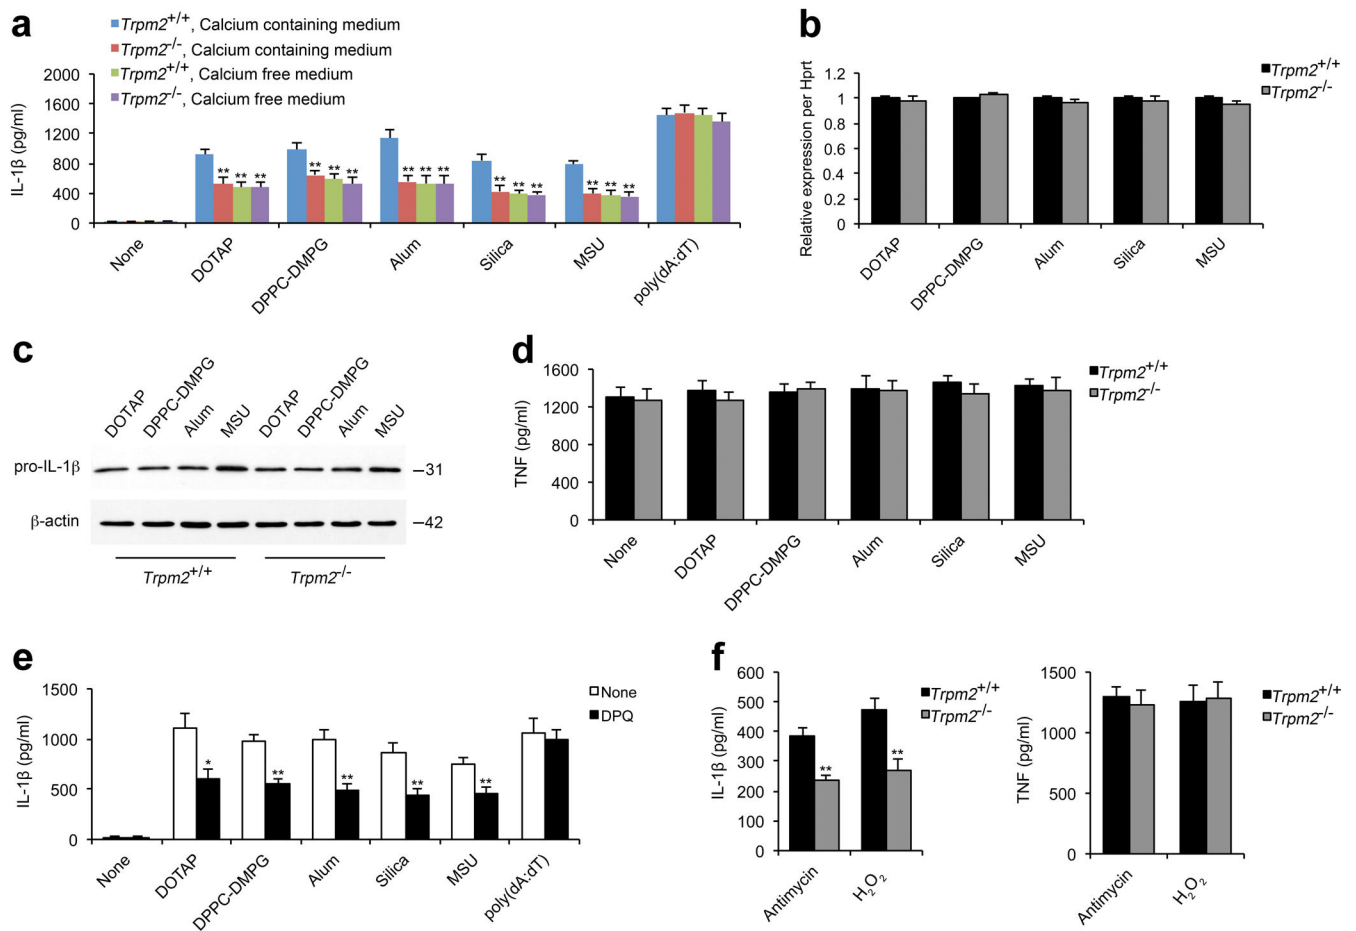 a
Trpm2+/+, Calcium containing medium
Trpm2-/-, Calcium containing medium
Trpm2+/+, Calcium free medium
Trpm2-/-, Calcium free medium
IL-1β (pg/ml)
2000
1600
1200
800
400
0
** ** **
** ** **
** ** **
** ** **
** ** **
None
DOTAP
DPPC-DMPG
Alum
Silica
MSU
poly(dA:dT)
b
Trpm2+/+
Trpm2-/-
Relative expression per Hprt
1.2
1
0.8
0.6
0.4
0.2
0
DOTAP
DPPC-DMPG
Alum
Silica
MSU
c
DOTAP
DPPC-DMPG
Alum
MSU
DOTAP
DPPC-DMPG
Alum
MSU
pro-IL-1β
–31
β-actin
–42
Trpm2+/+
Trpm2-/-
d
Trpm2+/+
Trpm2-/-
TNF (pg/ml)
1600
1200
800
400
0
None
DOTAP
DPPC-DMPG
Alum
Silica
MSU
e
None
DPQ
IL-1β (pg/ml)
1500
1000
500
0
*
**
**
**
**
None
DOTAP
DPPC-DMPG
Alum
Silica
MSU
poly(dA:dT)
f
Trpm2+/+
Trpm2-/-
IL-1β (pg/ml)
600
500
400
300
200
100
0
**
**
Antimycin
H2O2
Trpm2+/+
Trpm2-/-
TNF (pg/ml)
1500
1000
500
0
Antimycin
H2O2